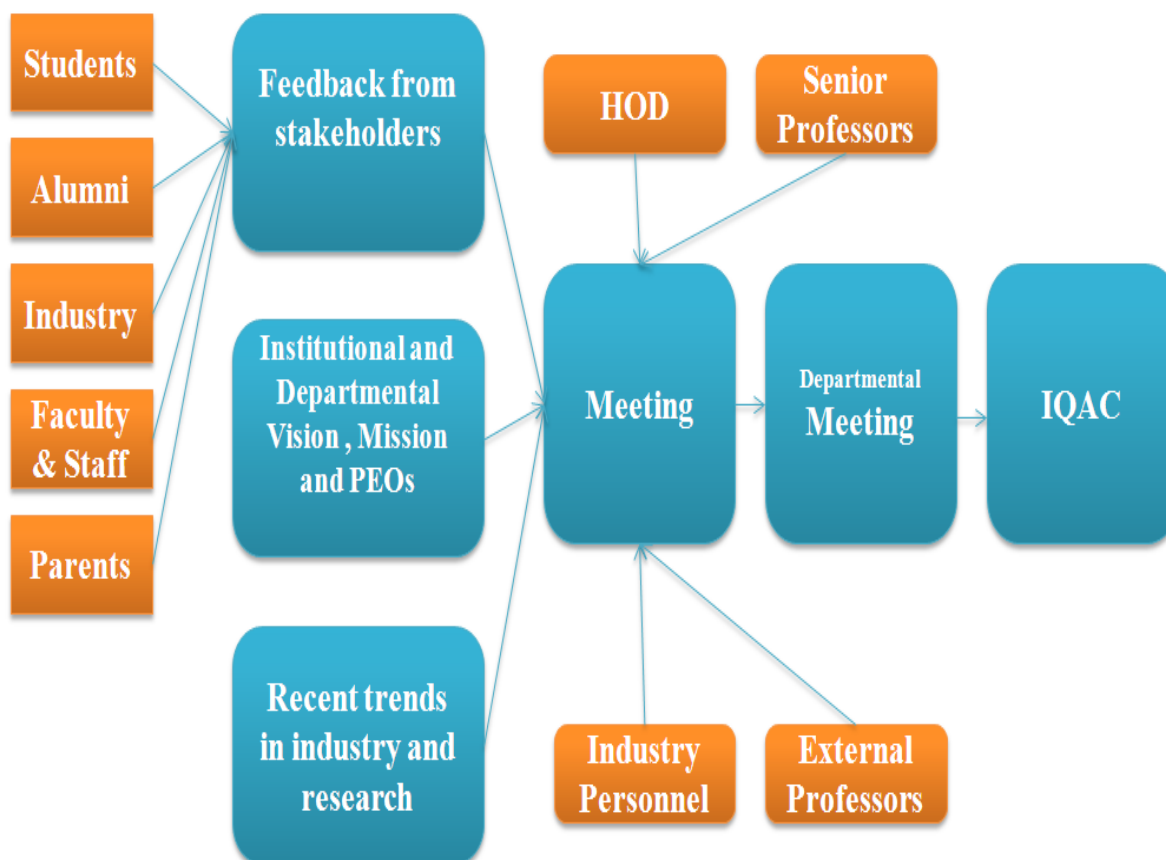 Students
Alumni
Industry
Faculty
& Staff
Parents
Feedback from
stakeholders
Institutional and
Departmental
Vision , Mission
and PEOs
Recent trends
in industry and
research
HOD
Senior
Professors
Meeting
Departmental
Meeting
IQAC
Industry
Personnel
External
Professors